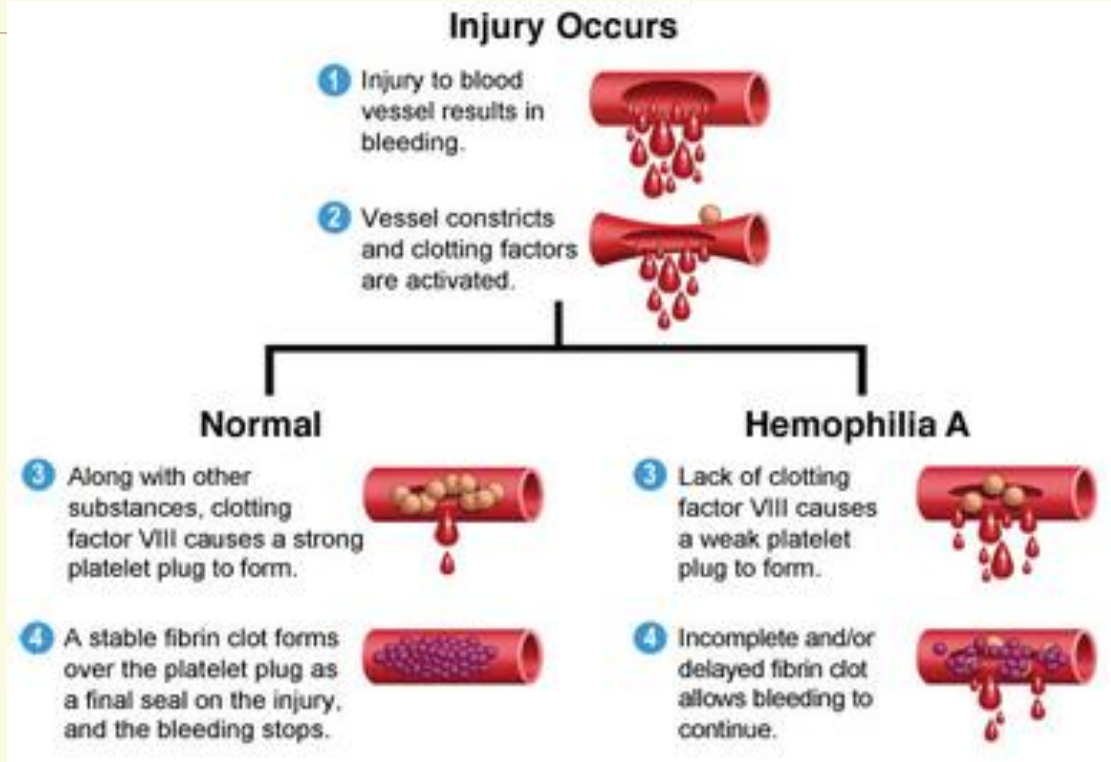 Injury Occurs
1 Injury to blood
vessel results in
bleeding.
2 Vessel constricts
and clotting factors
are activated.
Normal
3 Along with other
substances, clotting
factor VIII causes a strong
platelet plug to form.
4 A stable fibrin clot forms
over the platelet plug as
a final seal on the injury,
and the bleeding stops.
Hemophilia A
3 Lack of clotting
factor VIII causes
a weak platelet
plug to form.
4 Incomplete and/or
delayed fibrin clot
allows bleeding to
continue.